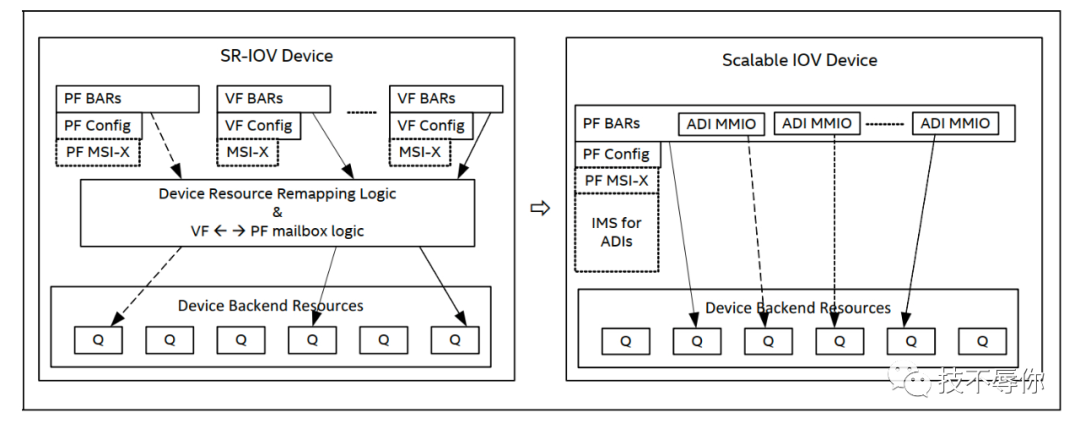 SR-IOV Device
PF BARs
VF BARs
VF BARs
PF Config
VF Config
VF Config
PF MSI-X
MSI-X
MSI-X
Device Resource Remapping Logic
&
VF ← → PF mailbox logic
Device Backend Resources
Q Q Q Q Q Q
Scalable IOV Device
PF BARs
ADI MMIO
ADI MMIO
ADI MMIO
PF Config
PF MSI-X
IMS for
ADIs
Device Backend Resources
Q Q Q Q Q Q
技不辱你